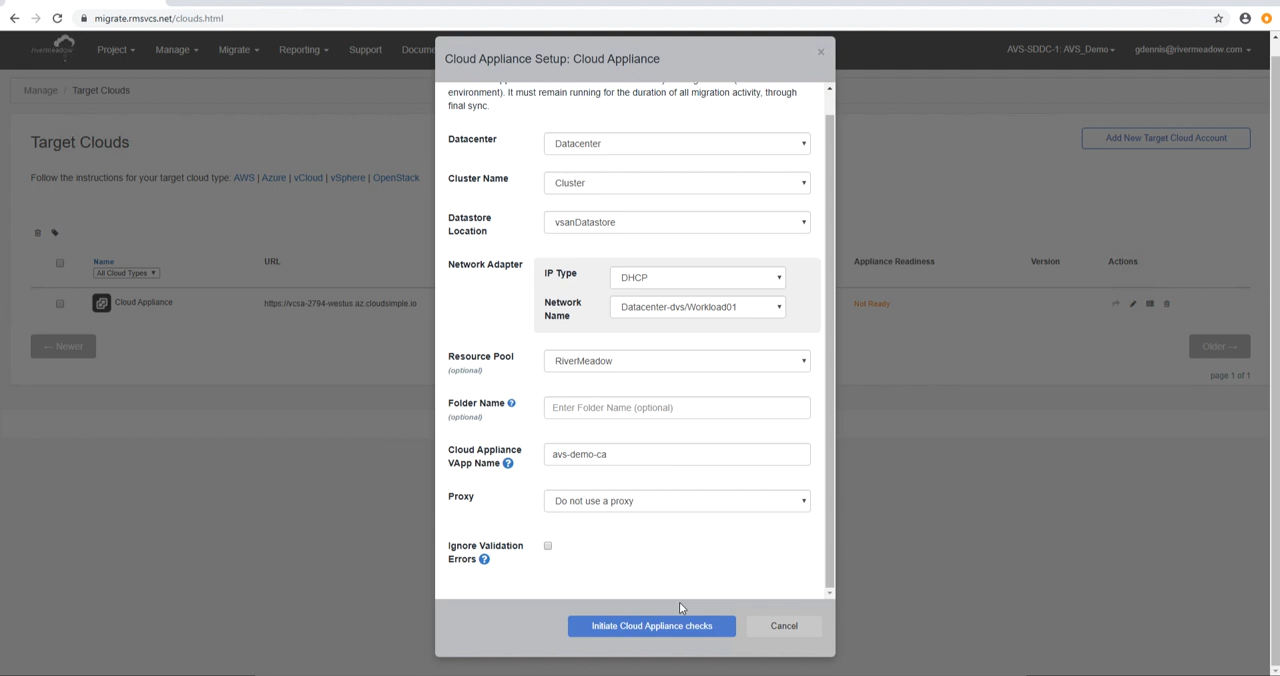 migrate.rmsvcs.net/clouds.html
rivermeadow
Project
Manage
Migrate
Reporting
Support
Docume
AVS-SDDC-1: AVS_Demo
gdennis@rivermeadow.com
Manage / Target Clouds
Target Clouds
Add New Target Cloud Account
Follow the instructions for your target cloud type: AWS | Azure | vCloud | vSphere | OpenStack
Name
URL
Appliance Readiness
Version
Actions
All Cloud Types
Cloud Appliance
https://vcsa-2794-westus.az.cloudsimple.io
Not Ready
← Newer
Older →
page 1 of 1
Cloud Appliance Setup: Cloud Appliance
×
environment). It must remain running for the duration of all migration activity, through
final sync.
Datacenter
Datacenter
Cluster Name
Cluster
Datastore
Location
vsanDatastore
Network Adapter
IP Type
DHCP
Network
Name
Datacenter-dvs/Workload01
Resource Pool
(optional)
RiverMeadow
Folder Name ?
(optional)
Enter Folder Name (optional)
Cloud Appliance
VApp Name ?
avs-demo-ca
Proxy
Do not use a proxy
Ignore Validation
Errors ?
Initiate Cloud Appliance checks
Cancel